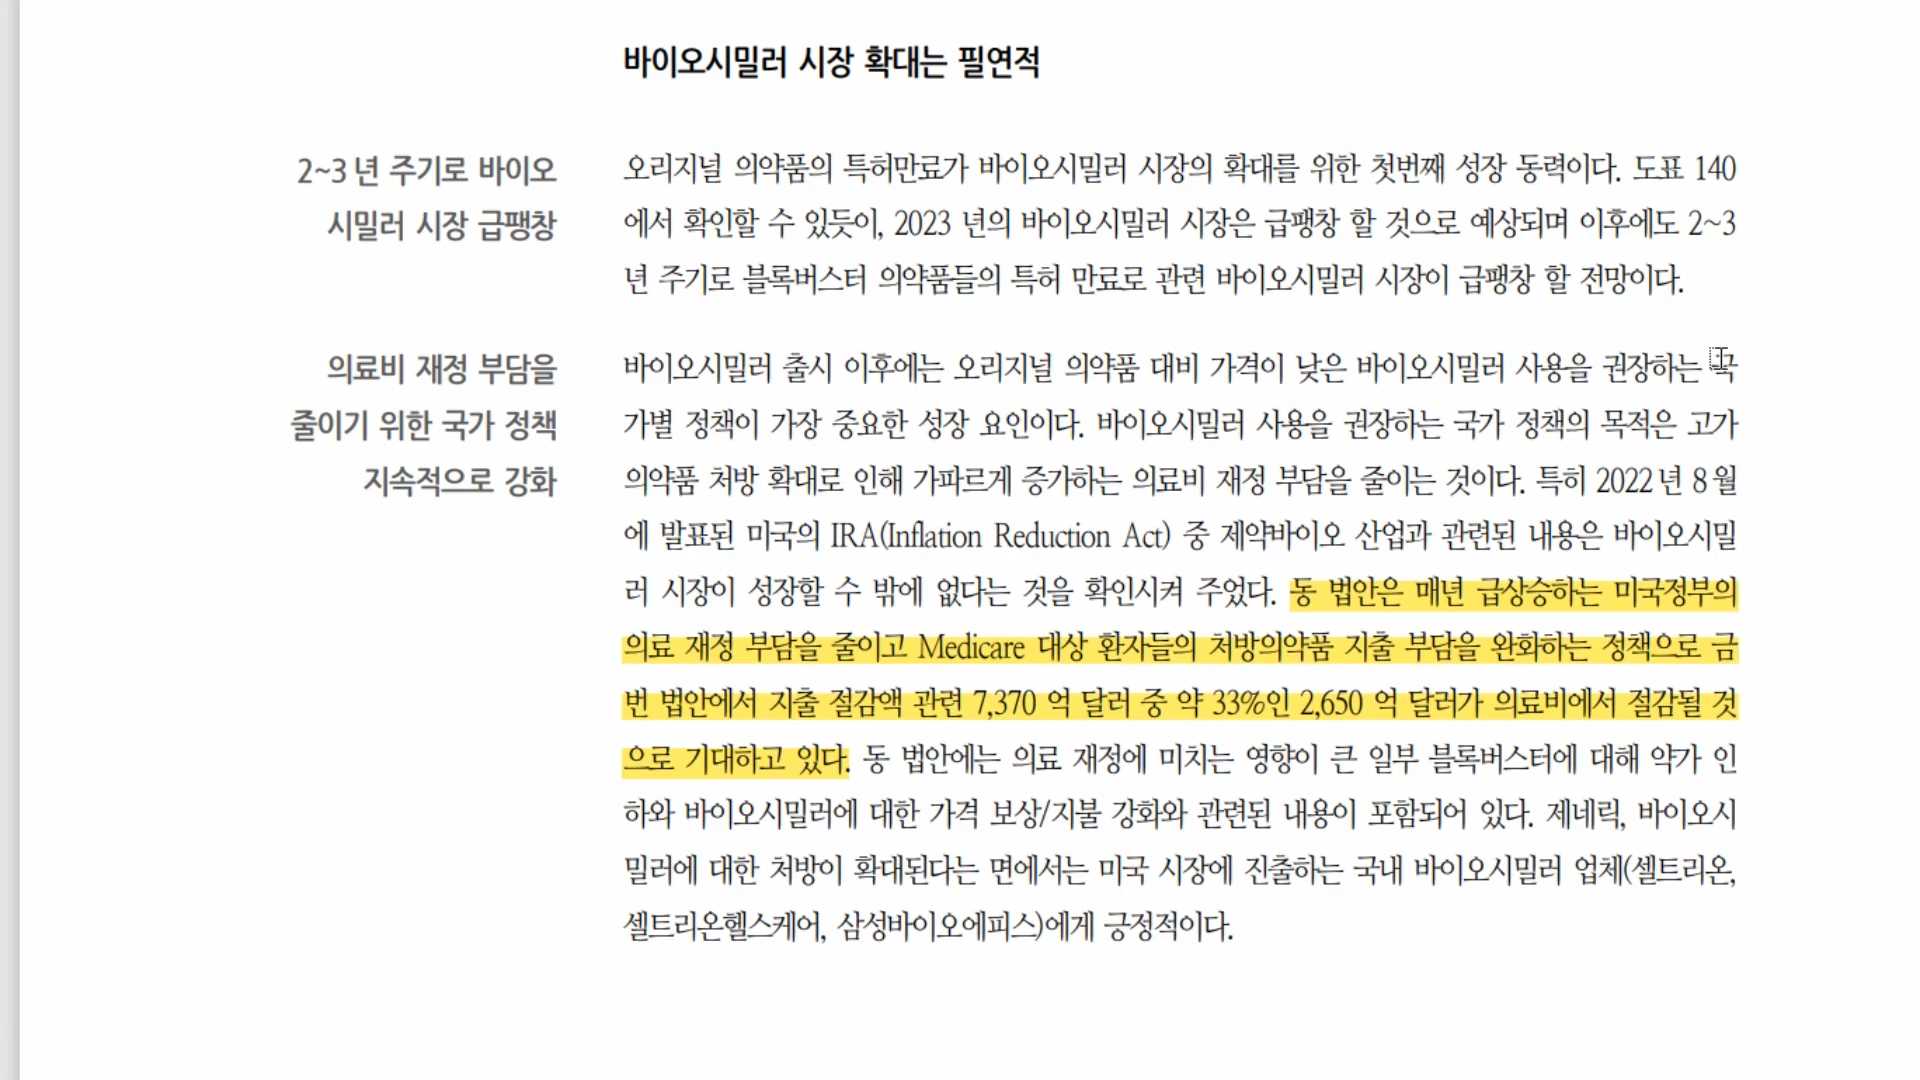 바이오시밀러 시장 확대는 필연적
2~3년 주기로 바이오
시밀러 시장 급팽창
오리지널 의약품의 특허만료가 바이오시밀러 시장의 확대를 위한 첫번째 성장 동력이다. 도표 140
에서 확인할 수 있듯이, 2023 년의 바이오시밀러 시장은 급팽창 할 것으로 예상되며 이후에도 2~3
년 주기로 블록버스터 의약품들의 특허 만료로 관련 바이오시밀러 시장이 급팽창 할 전망이다.
의료비 재정 부담을
줄이기 위한 국가 정책
지속적으로 강화
바이오시밀러 출시 이후에는 오리지널 의약품 대비 가격이 낮은 바이오시밀러 사용을 권장하는 국
가별 정책이 가장 중요한 성장 요인이다. 바이오시밀러 사용을 권장하는 국가 정책의 목적은 고가
의약품 처방 확대로 인해 가파르게 증가하는 의료비 재정 부담을 줄이는 것이다. 특히 2022년 8월
에 발표된 미국의 IRA(Inflation Reduction Act) 중 제약바이오 산업과 관련된 내용은 바이오시밀
러 시장이 성장할 수 밖에 없다는 것을 확인시켜 주었다. 동 법안은 매년 급상승하는 미국정부의
의료 재정 부담을 줄이고 Medicare 대상 환자들의 처방의약품 지출 부담을 완화하는 정책으로 금
번 법안에서 지출 절감액 관련 7,370 억 달러 중 약 33%인 2,650 억 달러가 의료비에서 절감될 것
으로 기대하고 있다. 동 법안에는 의료 재정에 미치는 영향이 큰 일부 블록버스터에 대해 약가 인
하와 바이오시밀러에 대한 가격 보상/지불 강화와 관련된 내용이 포함되어 있다. 제네릭, 바이오시
밀러에 대한 처방이 확대된다는 면에서는 미국 시장에 진출하는 국내 바이오시밀러 업체(셀트리온,
셀트리온헬스케어, 삼성바이오에피스)에게 긍정적이다.